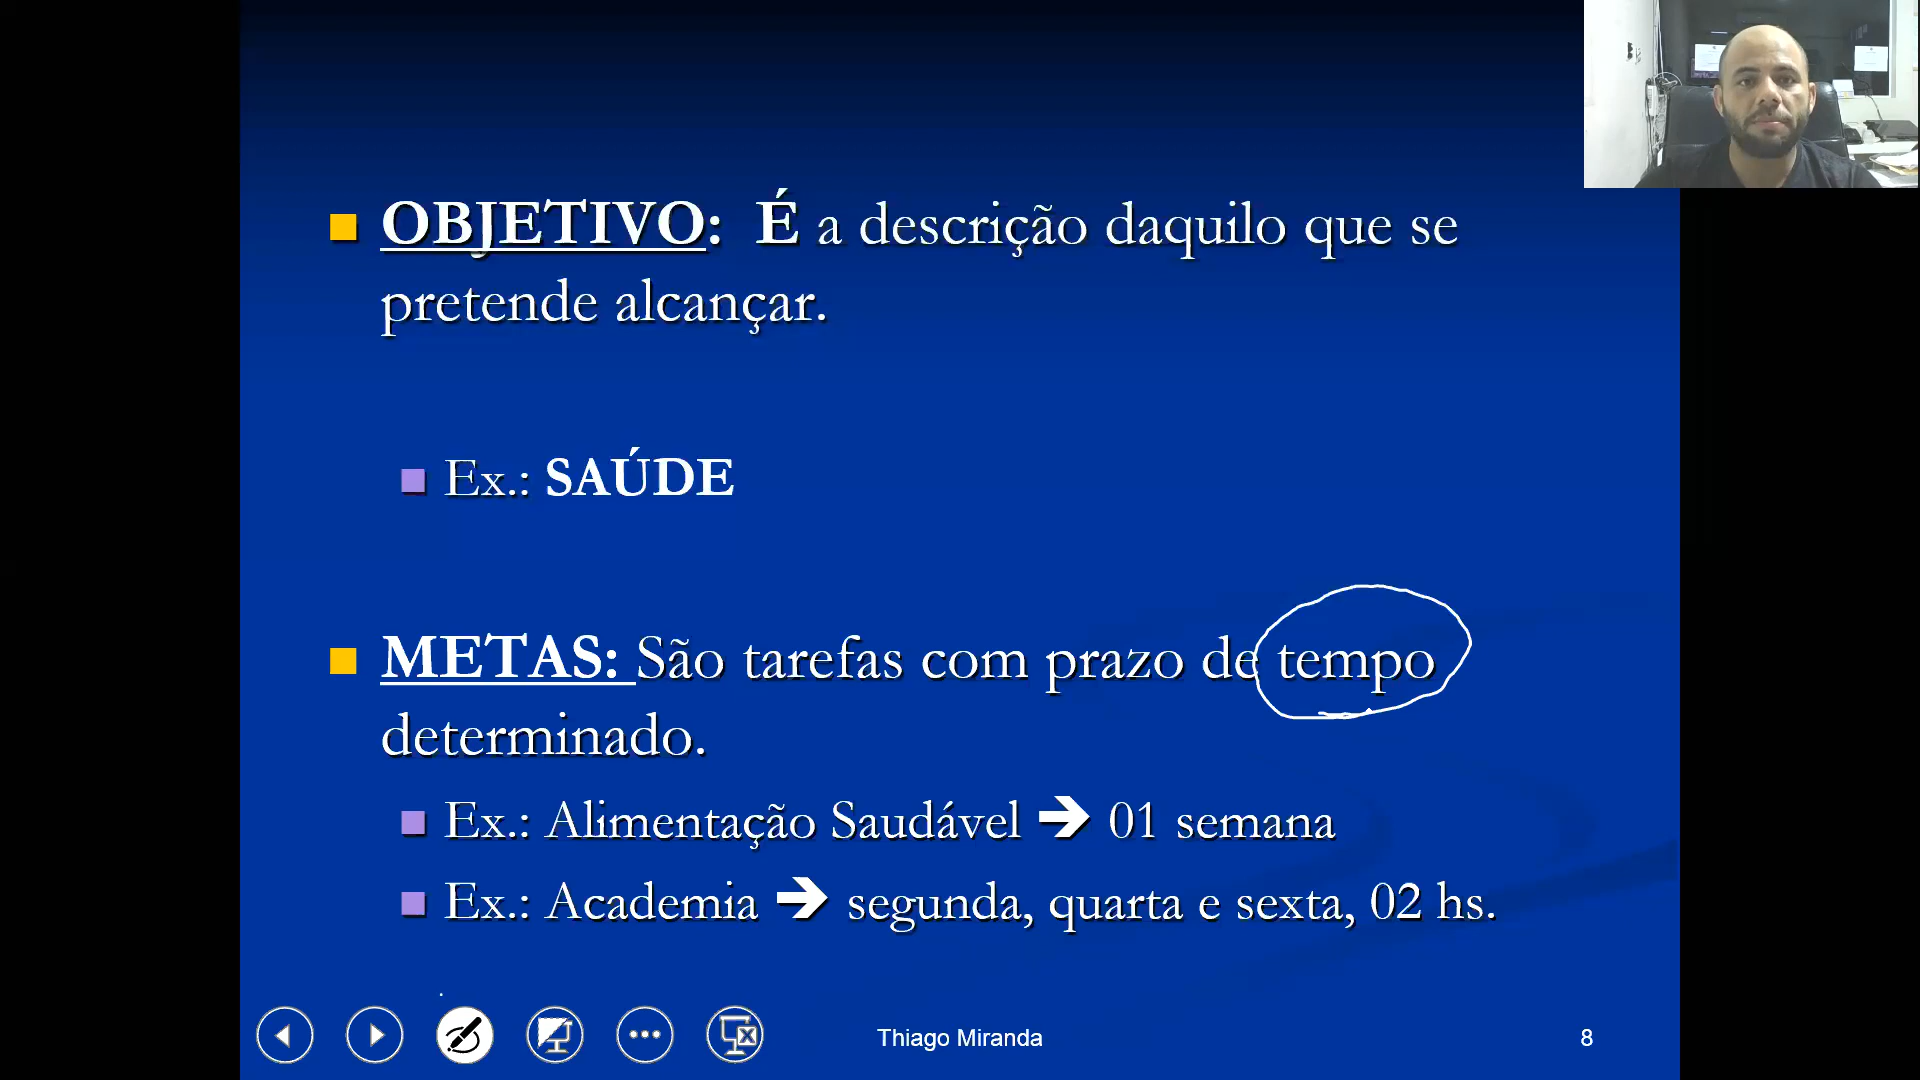 OBJETIVO: É a descrição daquilo que se
pretende alcançar.
Ex.: SAÚDE
METAS: São tarefas com prazo de tempo
determinado.
Ex.: Alimentação Saudável ➔ 01 semana
Ex.: Academia ➔ segunda, quarta e sexta, 02 hs.
Thiago Miranda
8